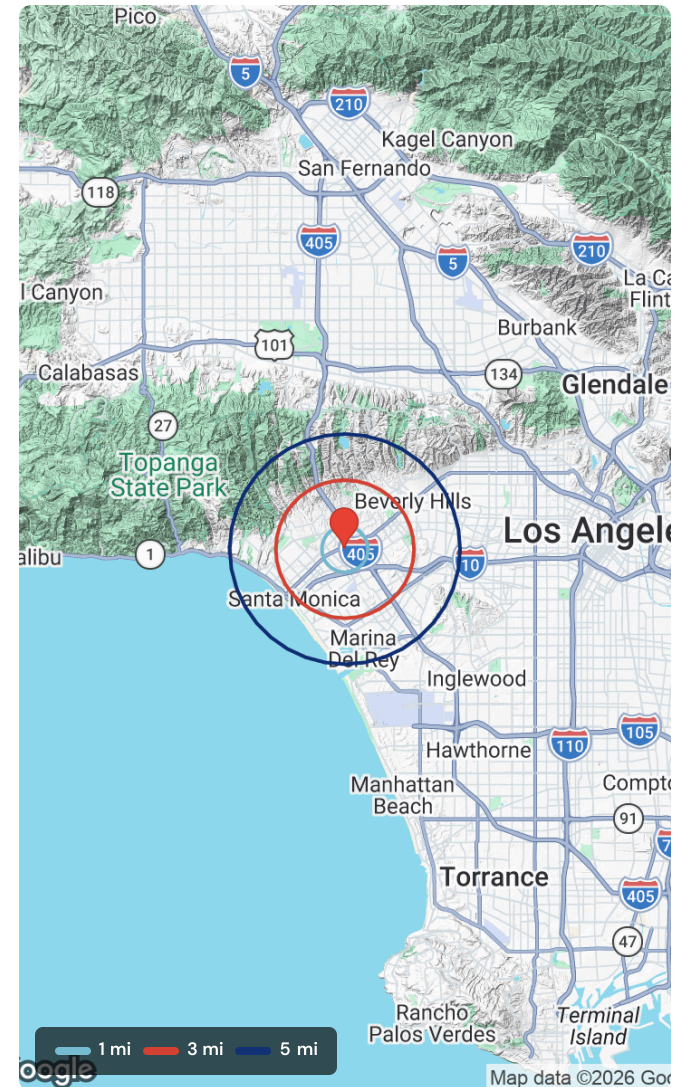 Pico
5
210
Kagel Canyon
San Fernando
118
405
5
210
La Ca
Flint
l Canyon
Burbank
101
Calabasas
134
Glendale
27
Topanga
State Park
Beverly Hills
Los Angele
405
10
1
alibu
Santa Monica
Marina
Del Rey
Inglewood
110
105
Hawthorne
Manhattan
Beach
Compto
91
7
Torrance
405
47
Rancho
Palos Verdes
Terminal
Island
1 mi 3 mi 5 mi
oogle
Map data ©2026 Goo